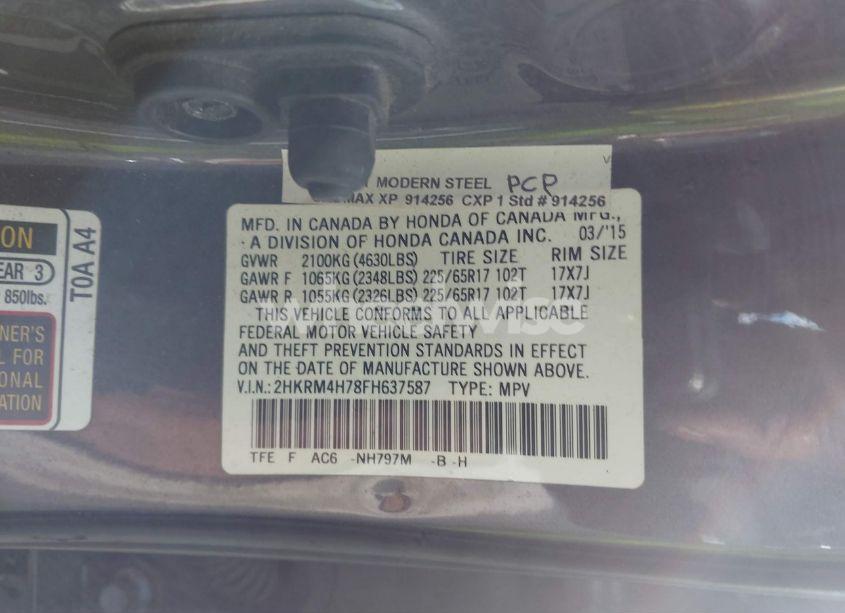 MODERN STEEL PCP
MAX XP 914256 CXP 1 Std # 914256
MFD. IN CANADA BY HONDA OF CANADA MFG.,
A DIVISION OF HONDA CANADA INC. 03/'15
GVWR 2100KG (4630LBS) TIRE SIZE RIM SIZE
GAWR F 1065KG (2348LBS) 225/65R17 102T 17X7J
GAWR R 1055KG (2326LBS) 225/65R17 102T 17X7J
THIS VEHICLE CONFORMS TO ALL APPLICABLE
FEDERAL MOTOR VEHICLE SAFETY
AND THEFT PREVENTION STANDARDS IN EFFECT
ON THE DATE OF MANUFACTURE SHOWN ABOVE.
V.I.N.: 2HKRM4H78FH637587 TYPE: MPV
TFE F AC6 -NH797M -B -H
ON
EAR 3
850lbs.
T0A A4
NER'S
L FOR
ONAL
ATION